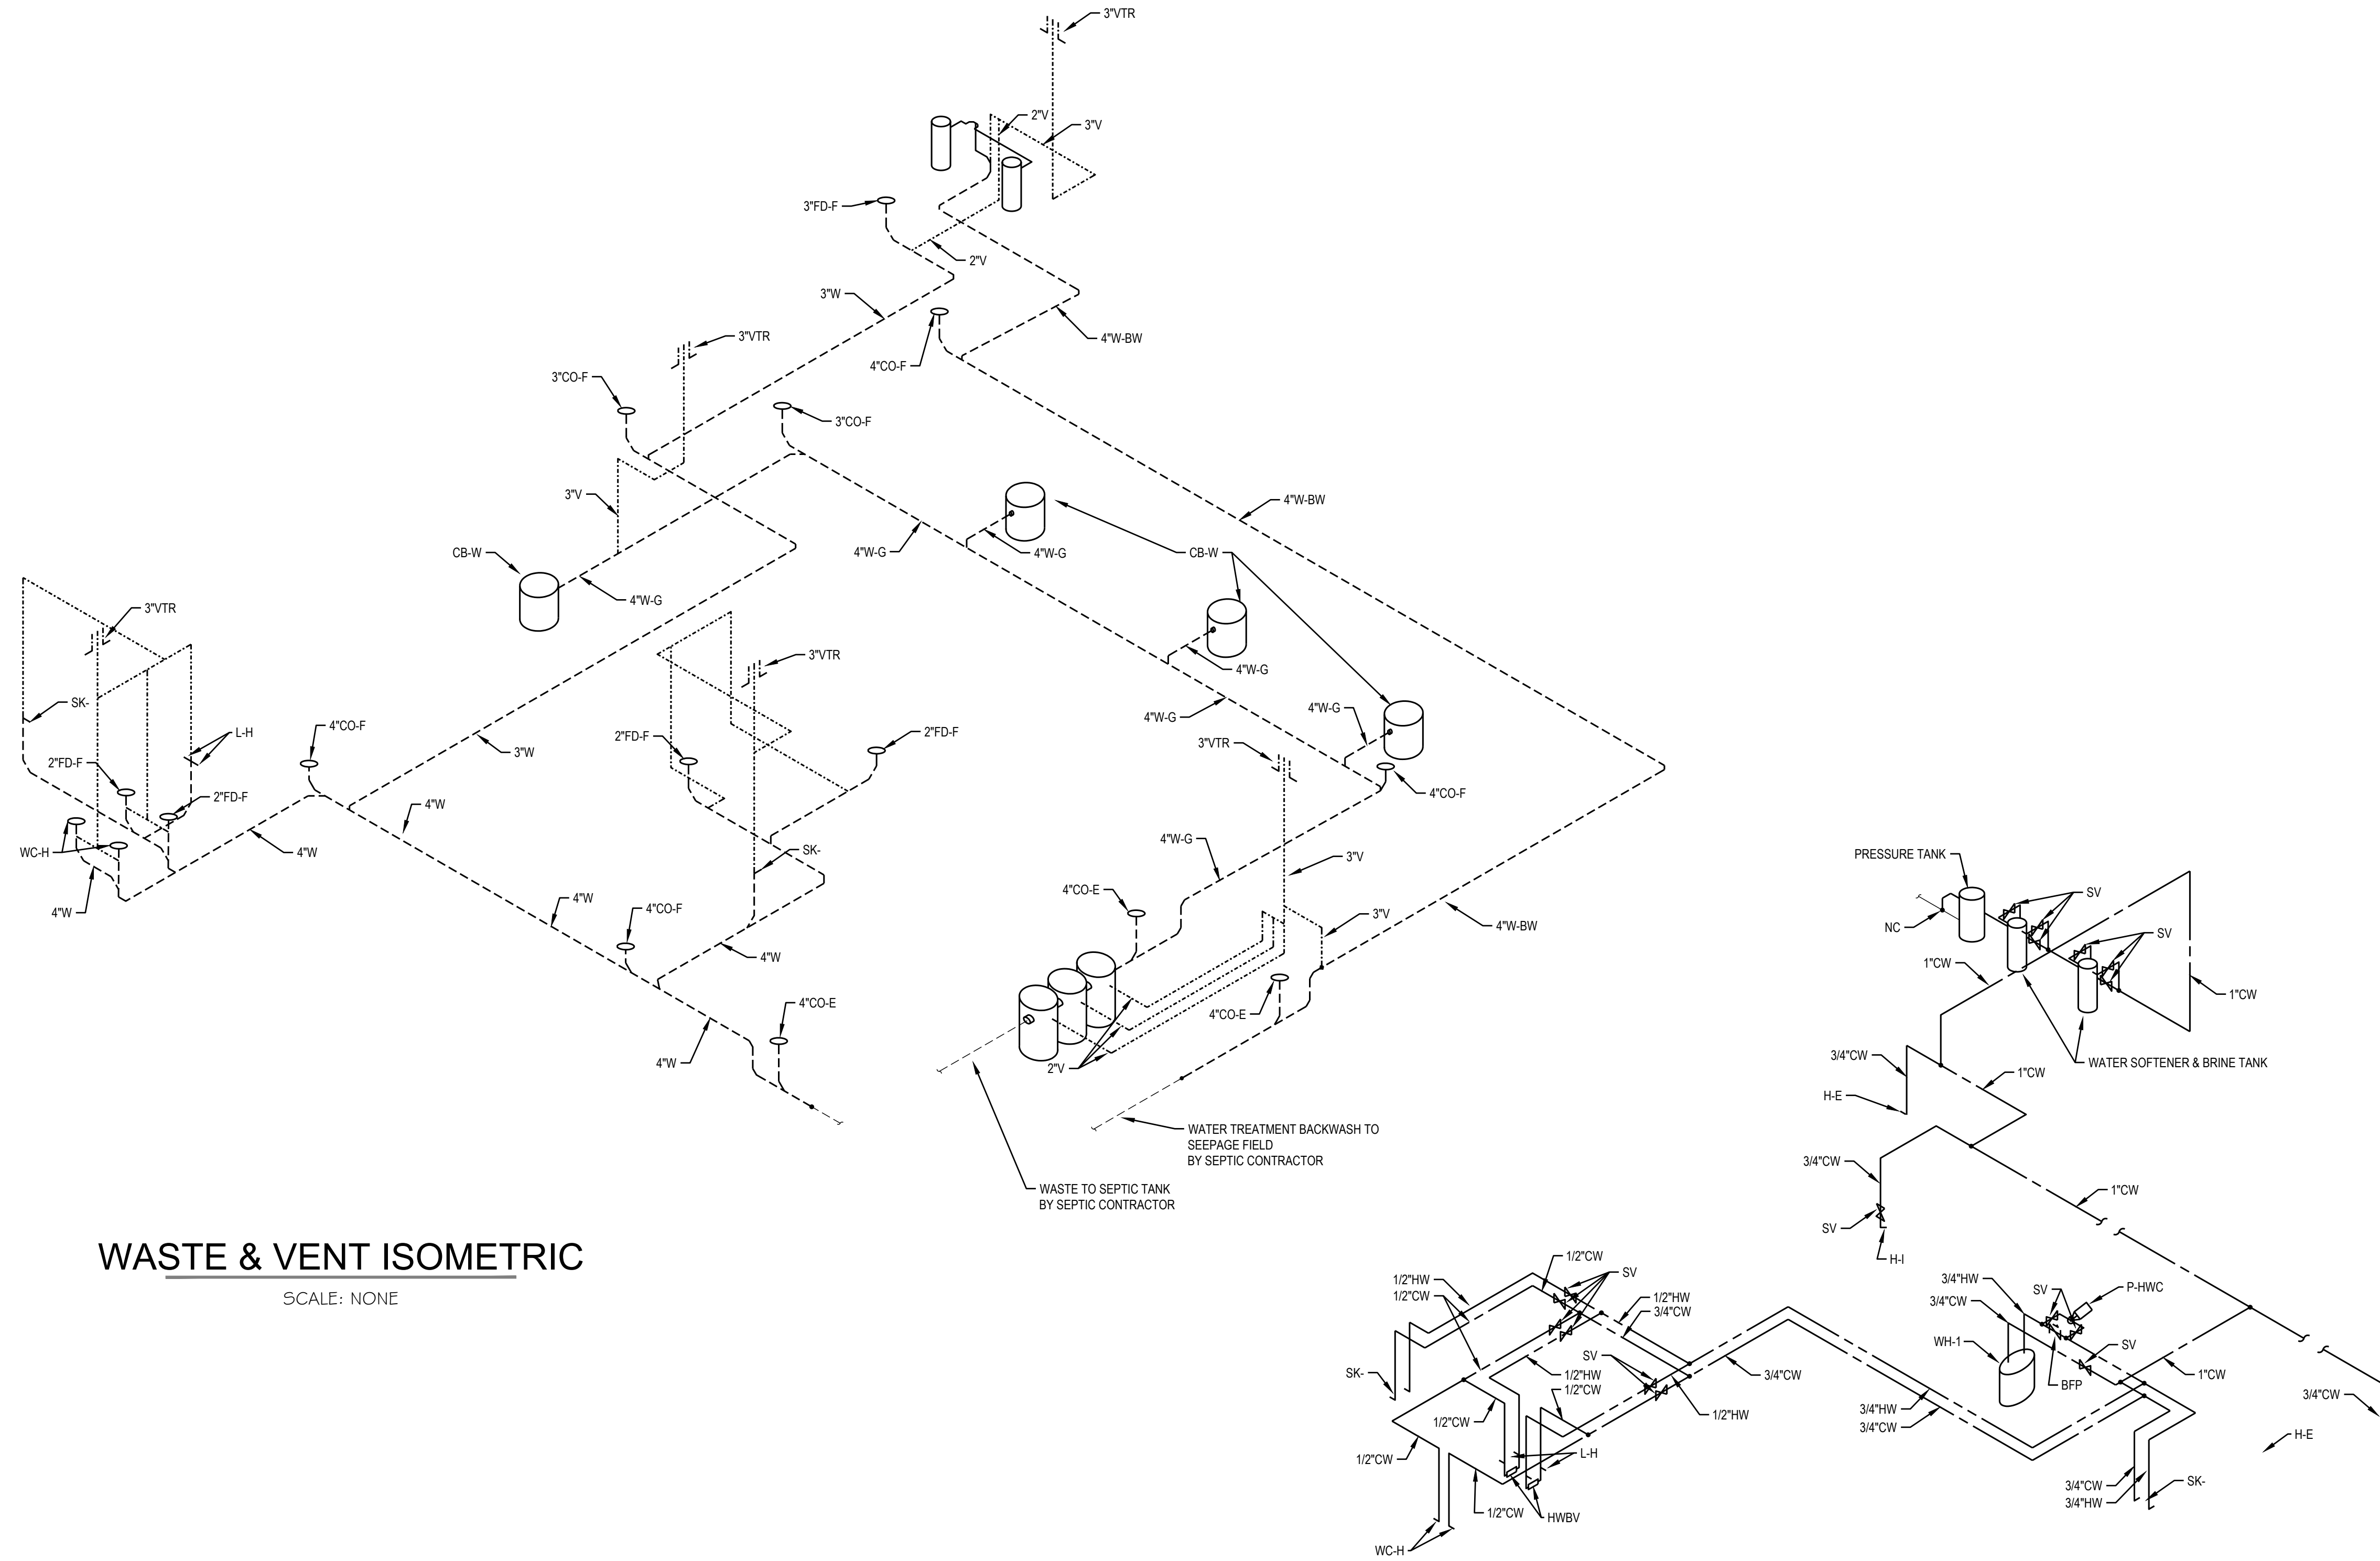 3"VTR
2"V
3"V
3"FD-F
2"V
3"W
4"W-BW
3"VTR
4"CO-F
3"CO-F
3"CO-F
3"V
4"W-BW
CB-W
4"W-G
4"W-G
CB-W
4"W-G
3"VTR
3"VTR
4"W-G
SK-
4"W-G
4"W-G
4"CO-F
L-H
2"FD-F
2"FD-F
3"VTR
3"W
2"FD-F
2"FD-F
4"CO-F
4"W
4"W-G
WC-H
4"W
SK-
3"V
4"W
4"W
4"CO-F
4"CO-E
3"V
4"W-BW
4"W
4"CO-E
4"CO-E
4"W
2"V
WATER TREATMENT BACKWASH TO
SEEPAGE FIELD
BY SEPTIC CONTRACTOR
WASTE TO SEPTIC TANK
BY SEPTIC CONTRACTOR
WASTE & VENT ISOMETRIC
SCALE: NONE
PRESSURE TANK
SV
NC
SV
1"CW
1"CW
3/4"CW
WATER SOFTENER & BRINE TANK
1"CW
H-E
3/4"CW
1"CW
SV
H-I
1/2"CW
1/2"HW
1/2"CW
SV
1/2"HW
3/4"CW
3/4"HW
3/4"CW
SV
P-HWC
WH-1
SV
SK-
SV
1/2"HW
1/2"CW
3/4"CW
BFP
1"CW
3/4"CW
1/2"CW
1/2"HW
3/4"HW
3/4"CW
H-E
1/2"CW
L-H
SK-
3/4"CW
3/4"HW
1/2"CW
HWBV
WC-H